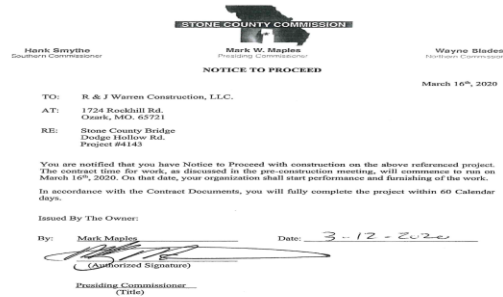 STONE COUNTY COMMISSION
Hank Smythe
Southern Commissioner
Mark W. Maples
Presiding Commissioner
Wayne Blades
Northern Commissioner
NOTICE TO PROCEED
March 16th, 2020
TO: R & J Warren Construction, LLC.
AT: 1724 Rockhill Rd.
Ozark, MO. 65721
RE: Stone County Bridge
Dodge Hollow Rd.
Project #4143
You are notified that you have Notice to Proceed with construction on the above referenced project.
The contract time for work, as discussed in the pre-construction meeting, will commence to run on
March 16th, 2020. On that date, your organization shall start performance and furnishing of the work.
In accordance with the Contract Documents, you will fully complete the project within 60 Calendar
days.
Issued By The Owner:
By: Mark Maples Date: 3-12-2020
(Authorized Signature)
Presiding Commissioner
(Title)